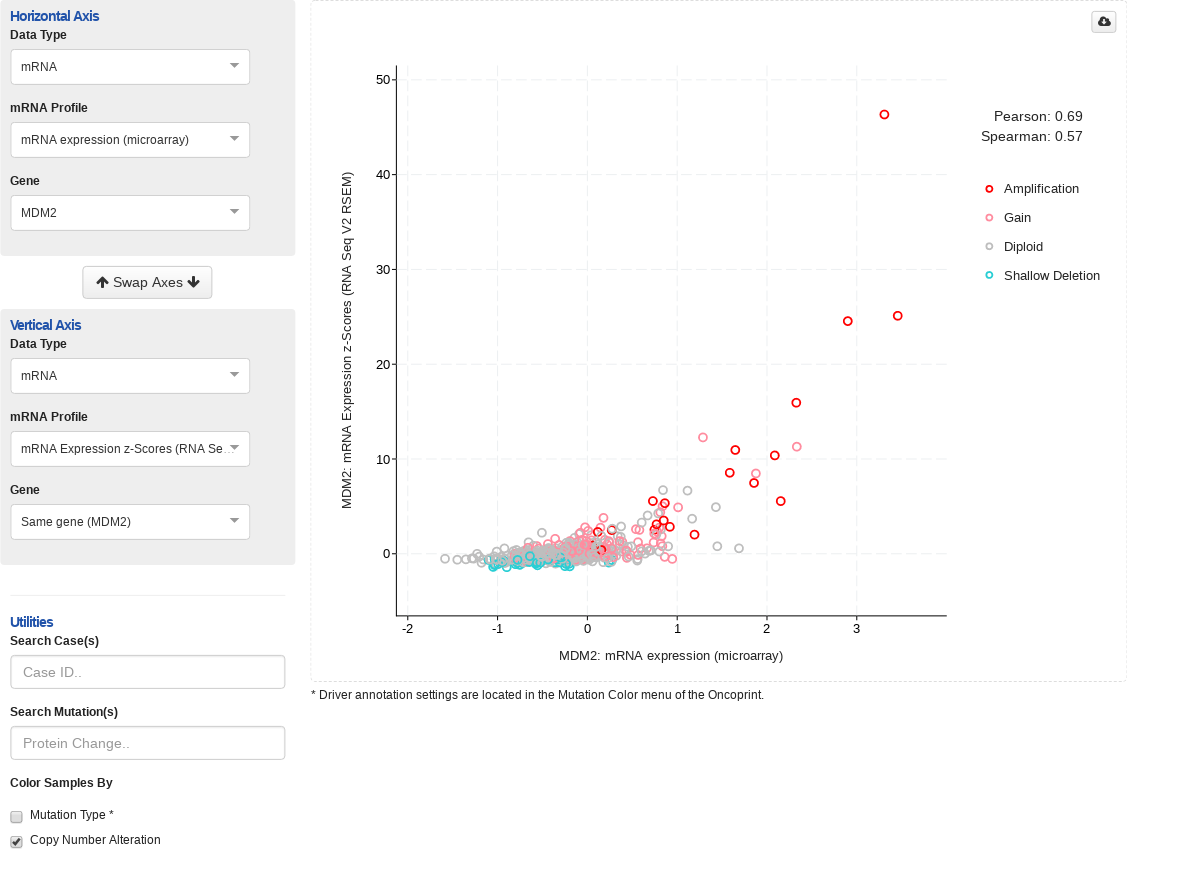 Horizontal Axis
Data Type
mRNA
mRNA Profile
mRNA expression (microarray)
Gene
MDM2
Swap Axes
Vertical Axis
Data Type
mRNA
mRNA Profile
mRNA Expression z-Scores (RNA Se...
Gene
Same gene (MDM2)
Utilities
Search Case(s)
Case ID..
Search Mutation(s)
Protein Change..
Color Samples By
Mutation Type *
Copy Number Alteration
MDM2: mRNA Expression z-Scores (RNA Seq V2 RSEM)
50
40
30
20
10
0
-2 -1 0 1 2 3
MDM2: mRNA expression (microarray)
Pearson: 0.69
Spearman: 0.57
Amplification
Gain
Diploid
Shallow Deletion
* Driver annotation settings are located in the Mutation Color menu of the Oncoprint.